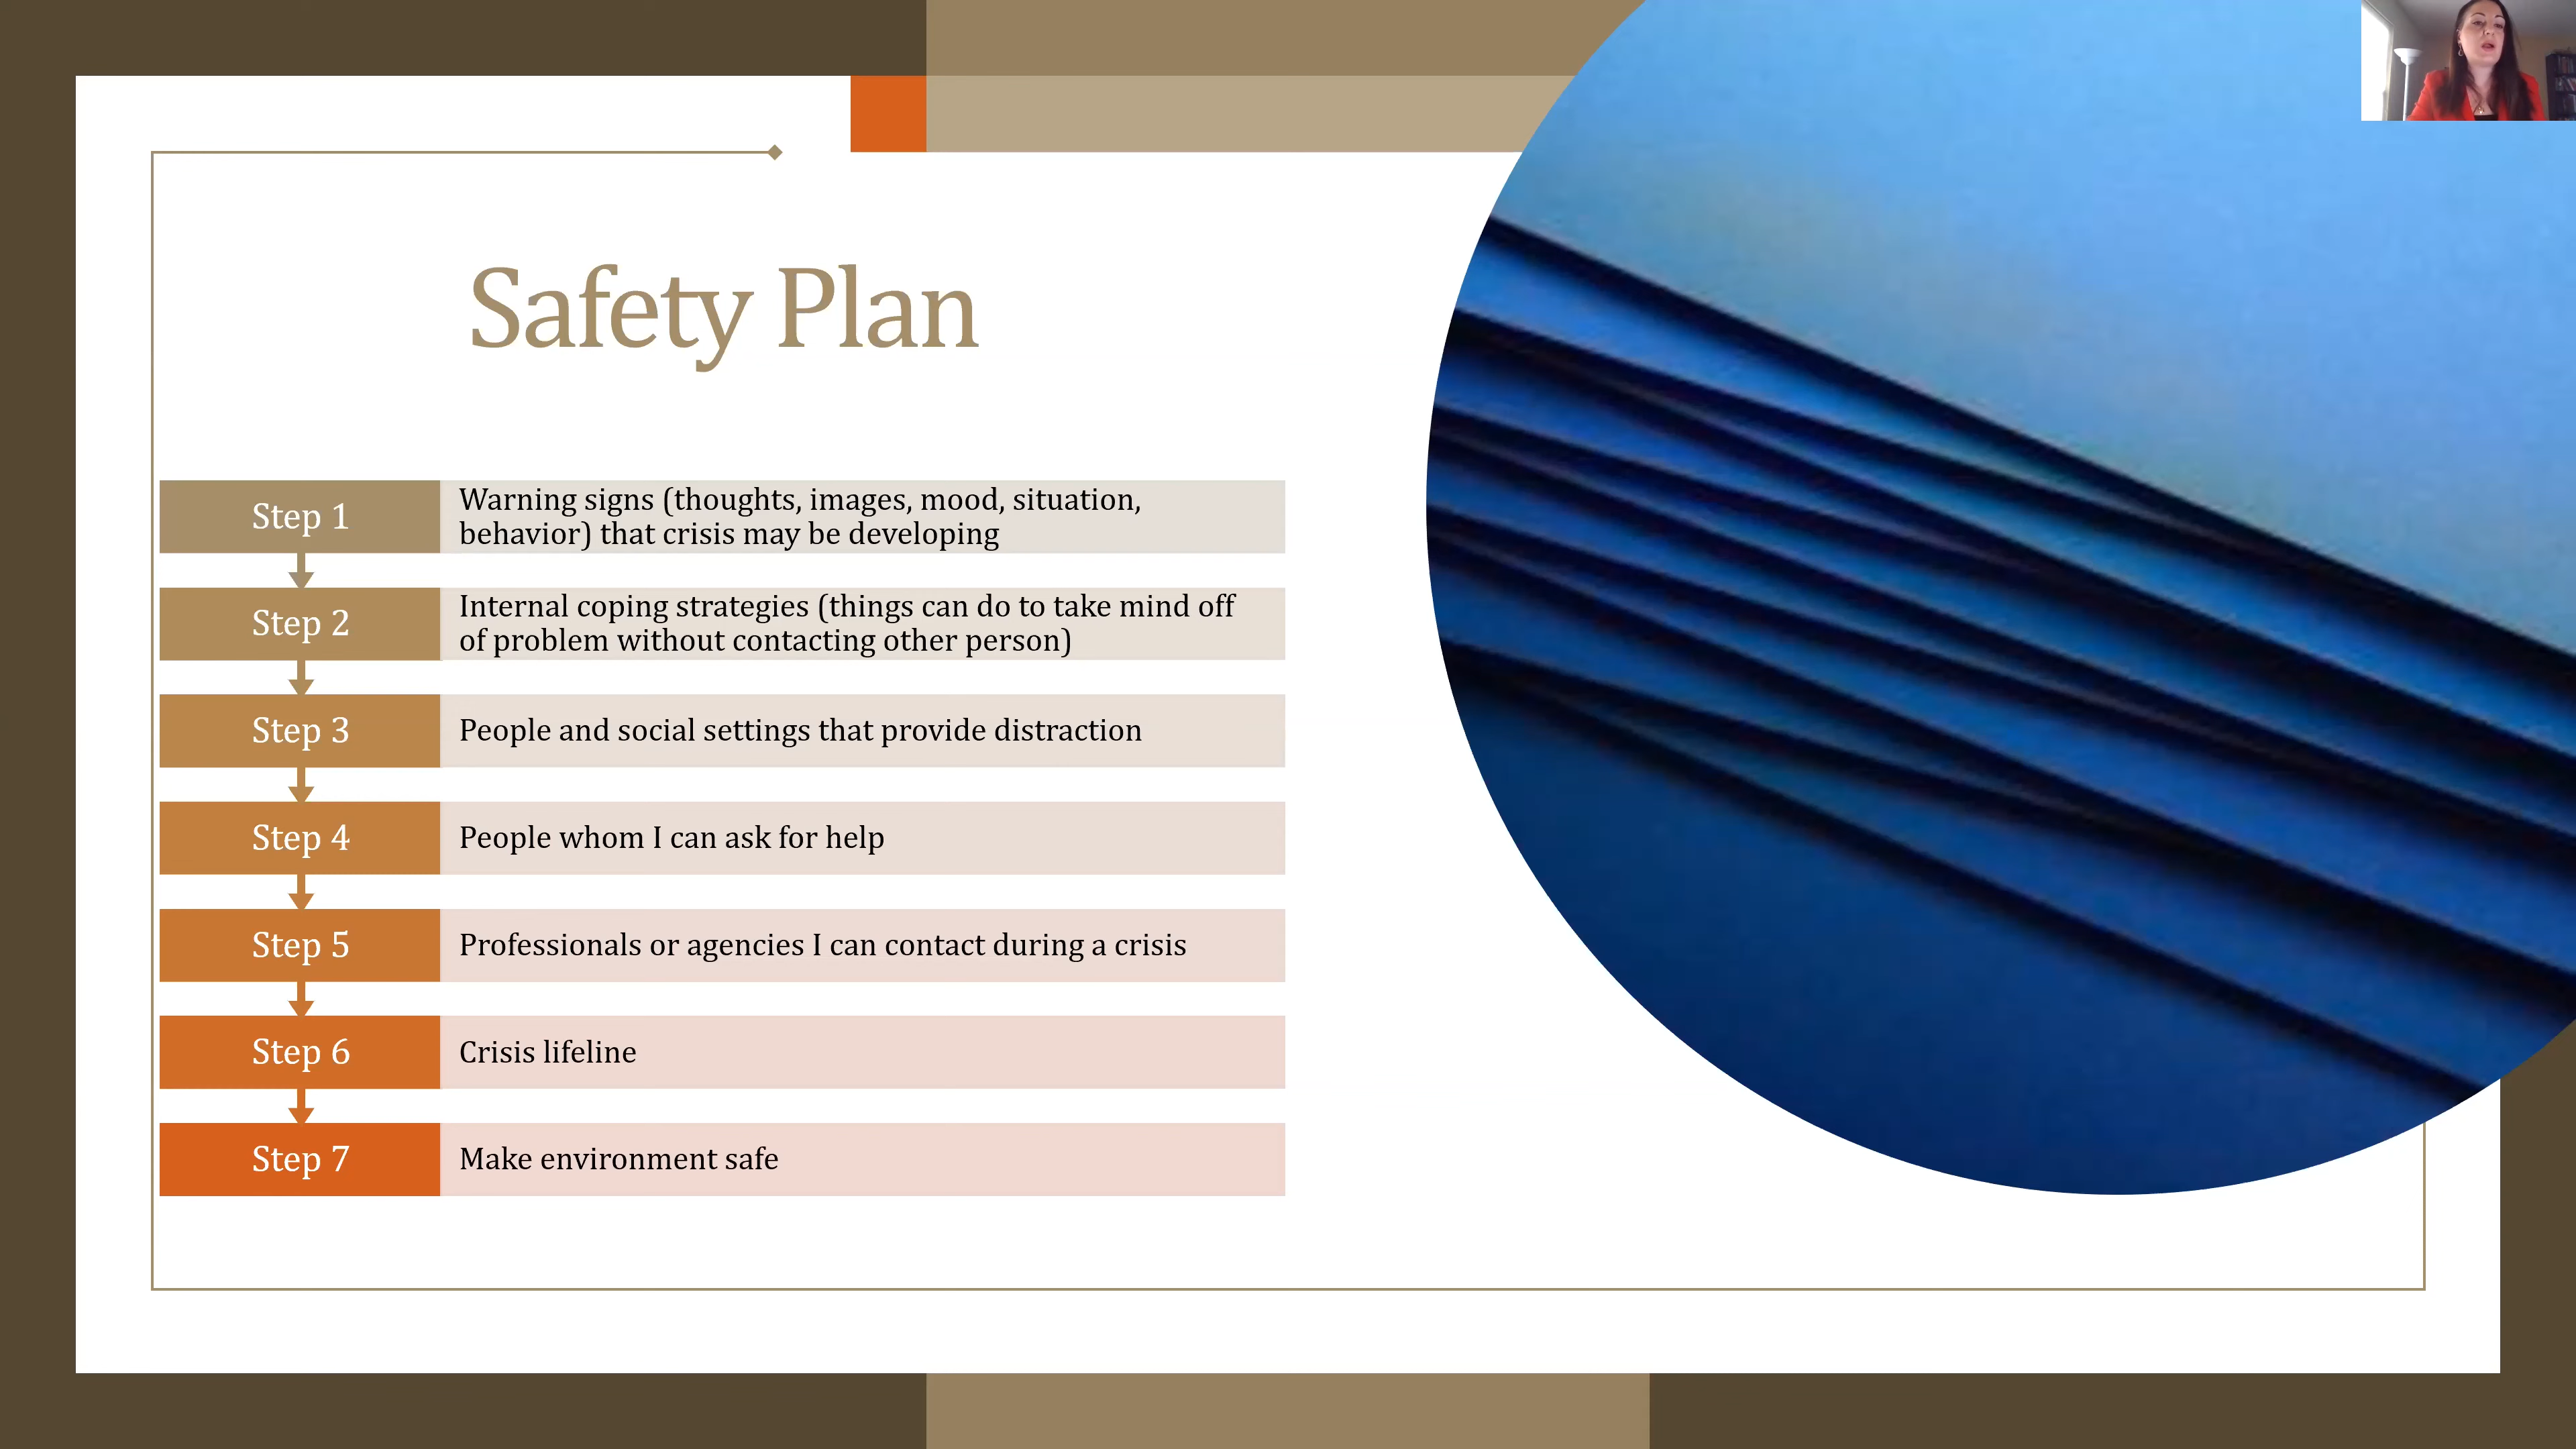 Safety Plan
Step 1
Warning signs (thoughts, images, mood, situation,
behavior) that crisis may be developing
Step 2
Internal coping strategies (things can do to take mind off
of problem without contacting other person)
Step 3
People and social settings that provide distraction
Step 4
People whom I can ask for help
Step 5
Professionals or agencies I can contact during a crisis
Step 6
Crisis lifeline
Step 7
Make environment safe